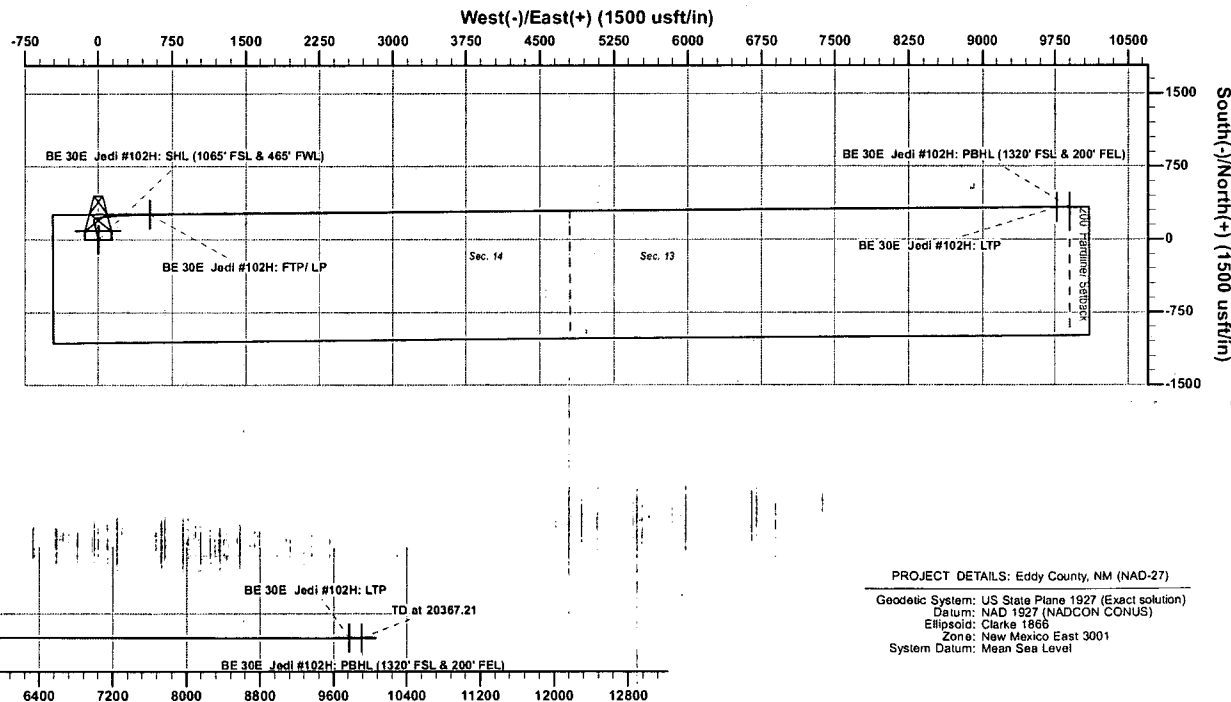 West(-)/East(+) (1500 usft/in)
-750 0 750 1500 2250 3000 3750 4500 5250 6000 6750 7500 8250 9000 9750 10500
1500
750
0
-750
-1500
South(-)/North(+) (1500 usft/in)
BE 30E Jedi #102H: SHL (1065' FSL & 465' FWL)
BE 30E Jedi #102H: PBHL (1320' FSL & 200' FEL)
BE 30E Jedi #102H: FTP/ LP
Sec. 14
Sec. 13
BE 30E Jedi #102H: LTP
200' Hardline/ Setback
BE 30E Jedi #102H: LTP
TD at 20367.21
BE 30E Jedi #102H: PBHL (1320' FSL & 200' FEL)
6400 7200 8000 8800 9600 10400 11200 12000 12800
PROJECT DETAILS: Eddy County, NM (NAD-27)
Geodetic System: US State Plane 1927 (Exact solution)
Datum: NAD 1927 (NADCON CONUS)
Ellipsoid: Clarke 1866
Zone: New Mexico East 3001
System Datum: Mean Sea Level